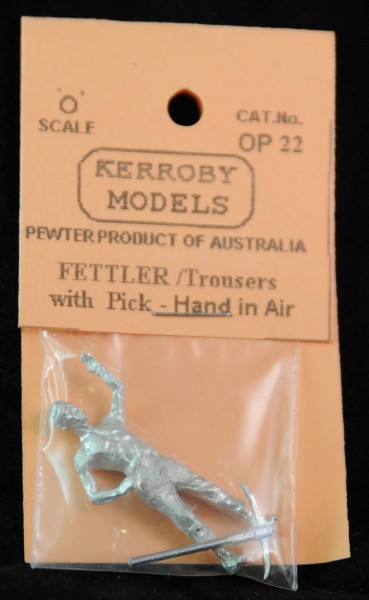 'O'
SCALE
CAT.No.
OP 22
KERROBY
MODELS
PEWTER PRODUCT OF AUSTRALIA
FETTLER /Trousers
with Pick - Hand in Air